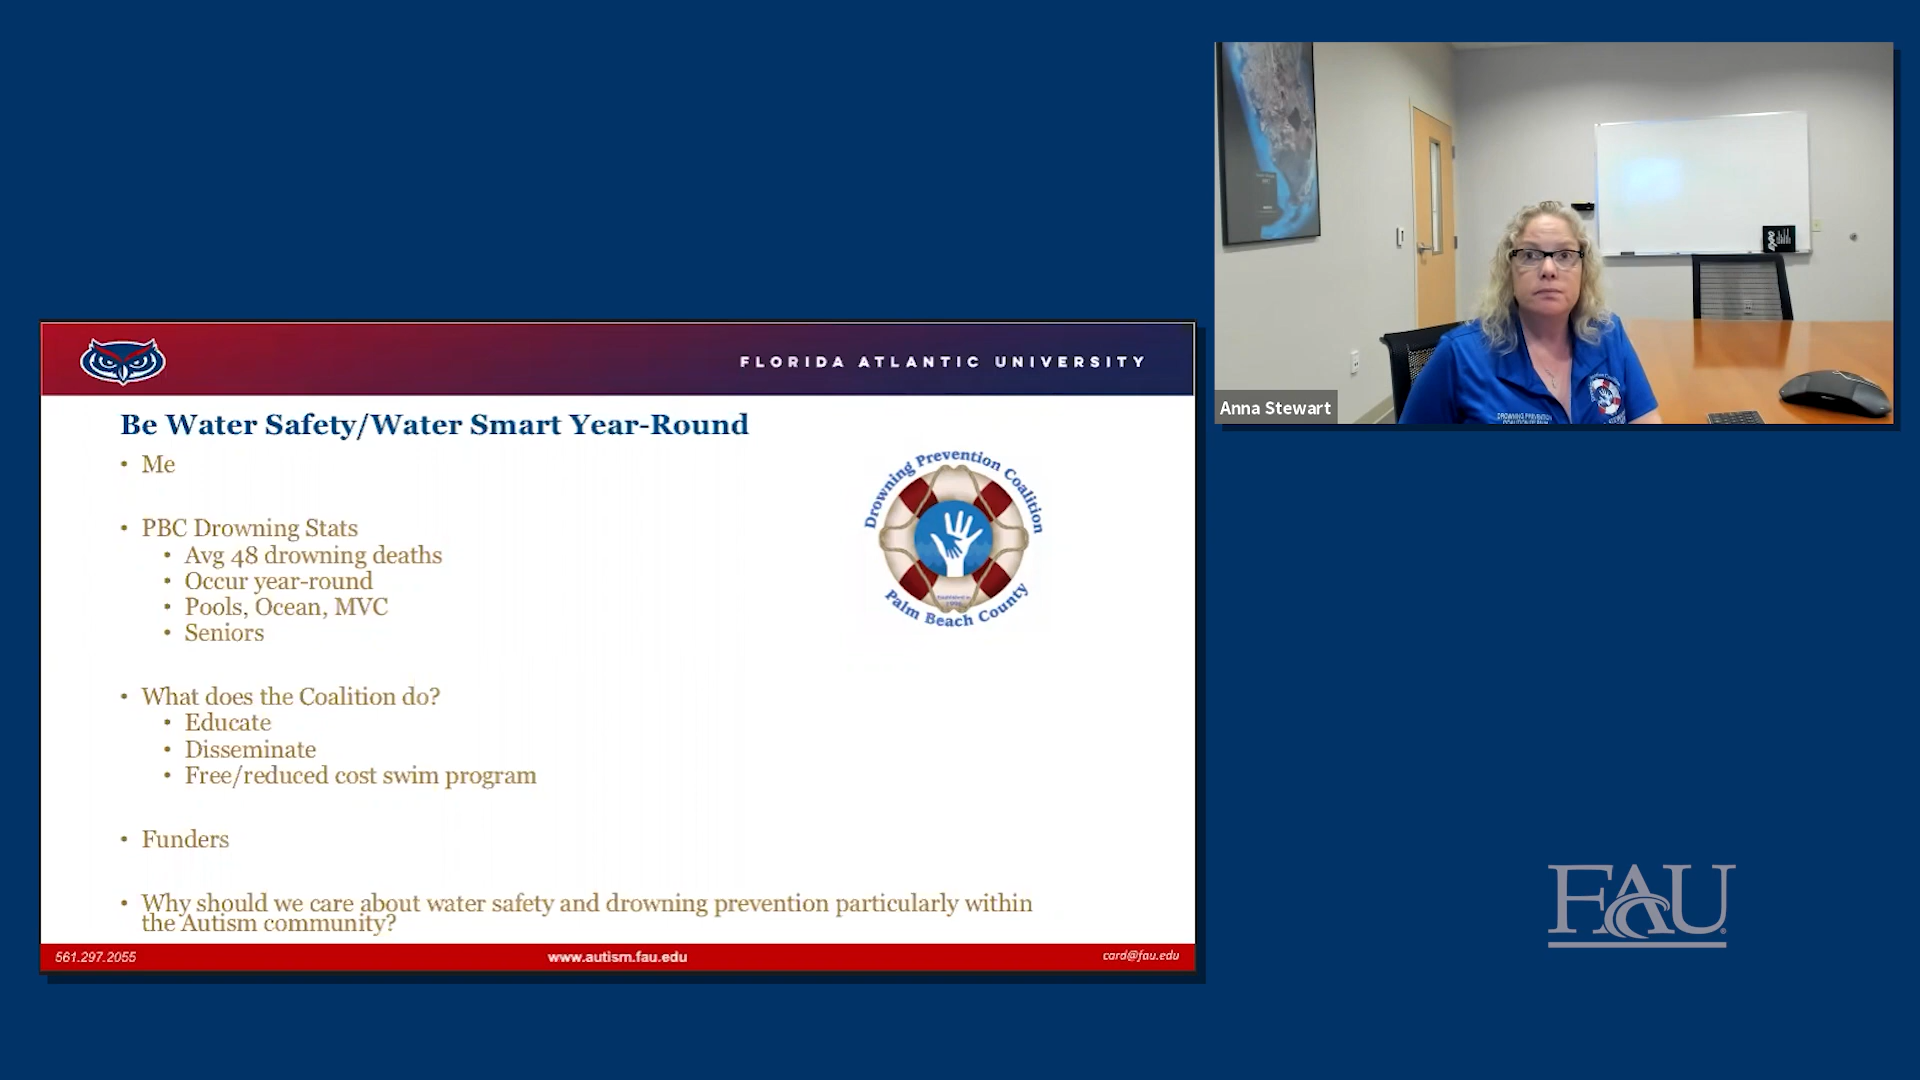 FLORIDA ATLANTIC UNIVERSITY
Be Water Safety/Water Smart Year-Round
• Me
• PBC Drowning Stats
• Avg 48 drowning deaths
• Occur year-round
• Pools, Ocean, MVC
• Seniors
• What does the Coalition do?
• Educate
• Disseminate
• Free/reduced cost swim program
• Funders
• Why should we care about water safety and drowning prevention particularly within
the Autism community?
Drowning Prevention Coalition
Palm Beach County
561.297.2055
www.autism.fau.edu
card@fau.edu
Anna Stewart
DROWNING PREVENTION
FAU